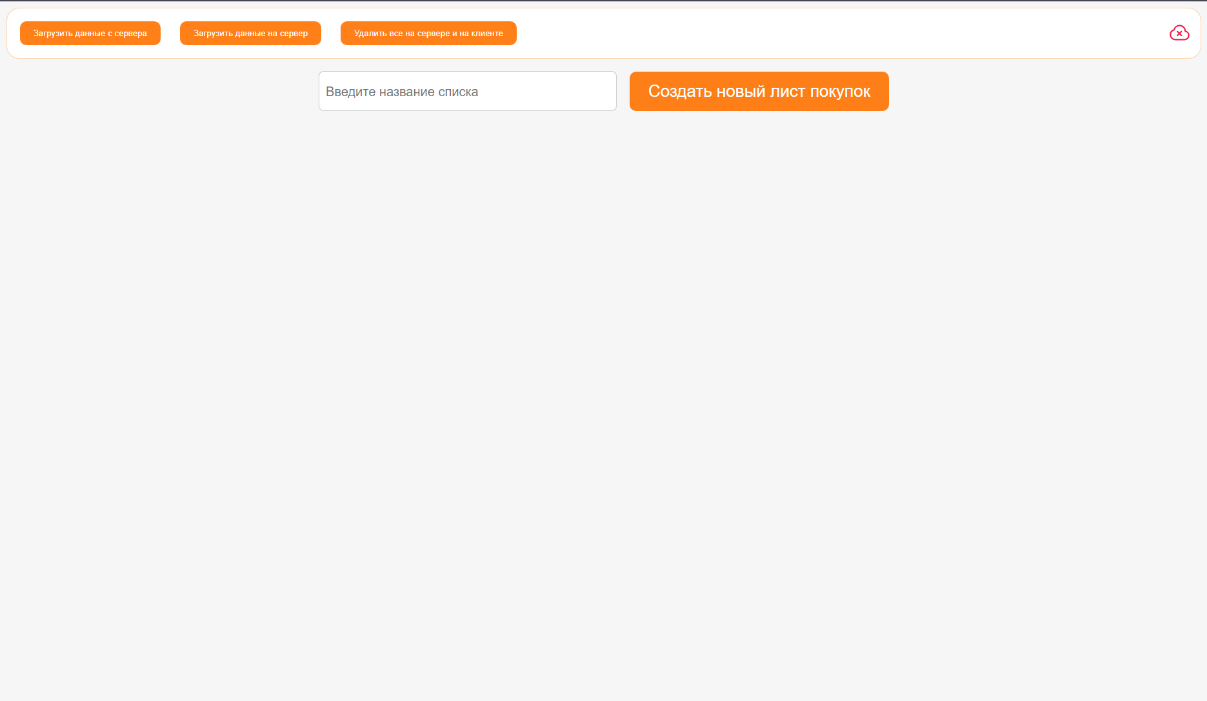 Загрузить данные с сервера
Загрузить данные на сервер
Удалить все на сервере и на клиенте
Введите название списка
Создать новый лист покупок